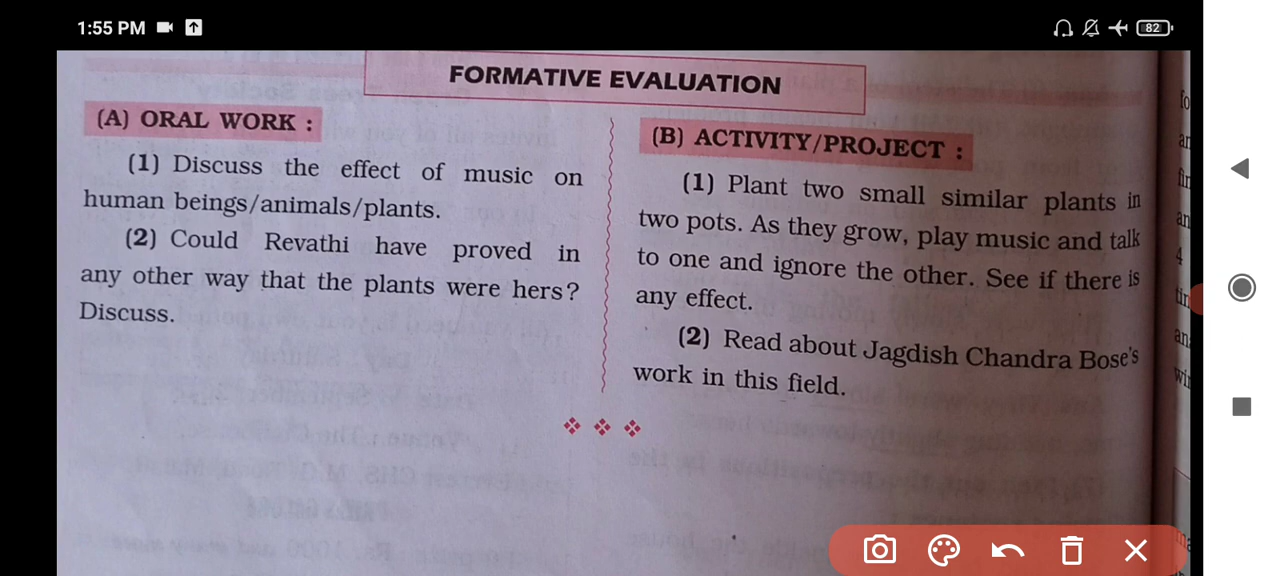 1:55 PM
82
FORMATIVE EVALUATION
(A) ORAL WORK :
(1) Discuss the effect of music on
human beings/animals/plants.
(2) Could Revathi have proved in
any other way that the plants were hers?
Discuss.
(B) ACTIVITY/PROJECT :
(1) Plant two small similar plants in
two pots. As they grow, play music and talk
to one and ignore the other. See if there is
any effect.
(2) Read about Jagdish Chandra Bose's
work in this field.